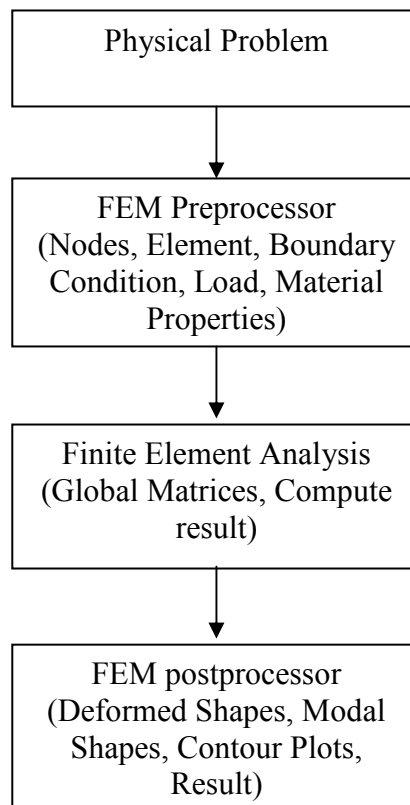 Physical Problem
FEM Preprocessor
(Nodes, Element, Boundary
Condition, Load, Material
Properties)
Finite Element Analysis
(Global Matrices, Compute
result)
FEM postprocessor
(Deformed Shapes, Modal
Shapes, Contour Plots,
Result)